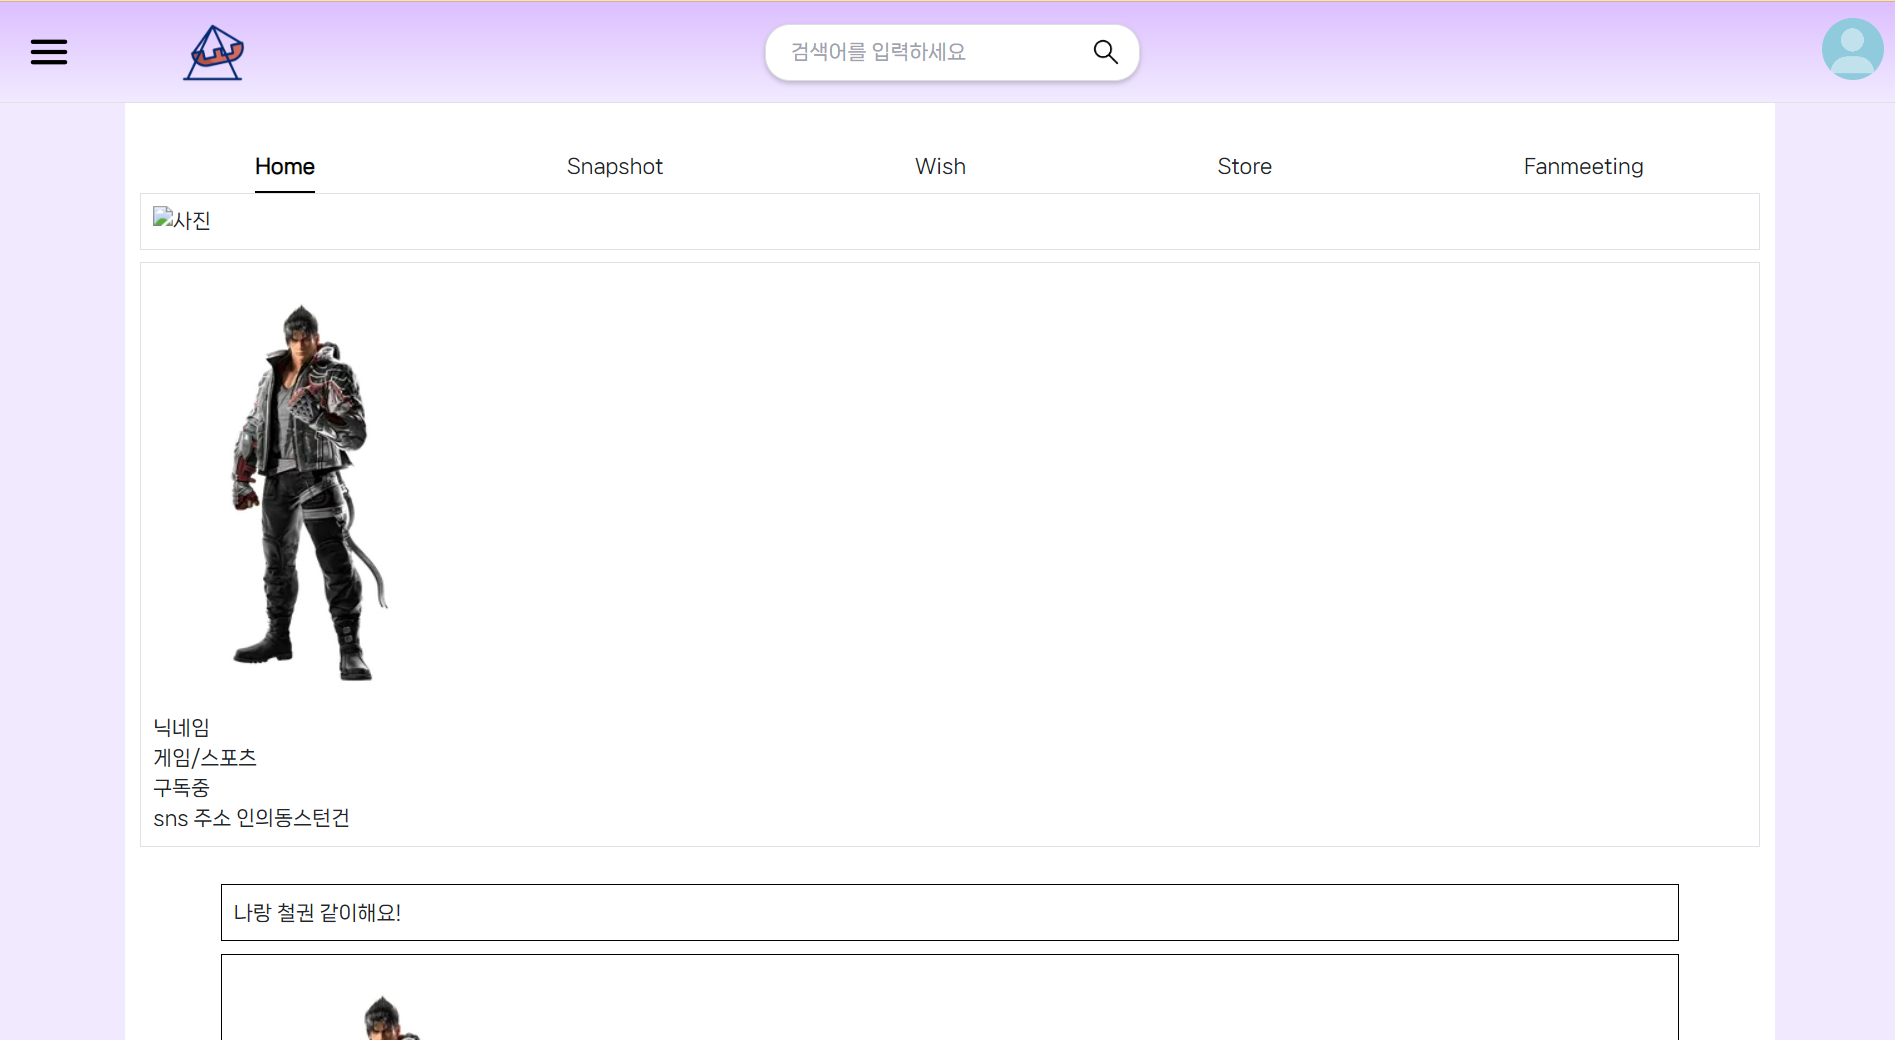 검색어를 입력하세요
Home Snapshot Wish Store Fanmeeting
사진
닉네임
게임/스포츠
구독중
sns 주소 인의동스턴건
나랑 철권 같이해요!